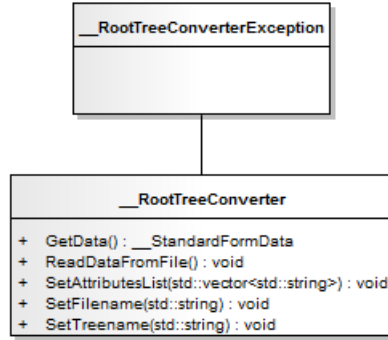 __RootTreeConverterException
__RootTreeConverter
+ GetData() : __StandardFormData
+ ReadDataFromFile() : void
+ SetAttributesList(std::vector<std::string>) : void
+ SetFilename(std::string) : void
+ SetTreename(std::string) : void